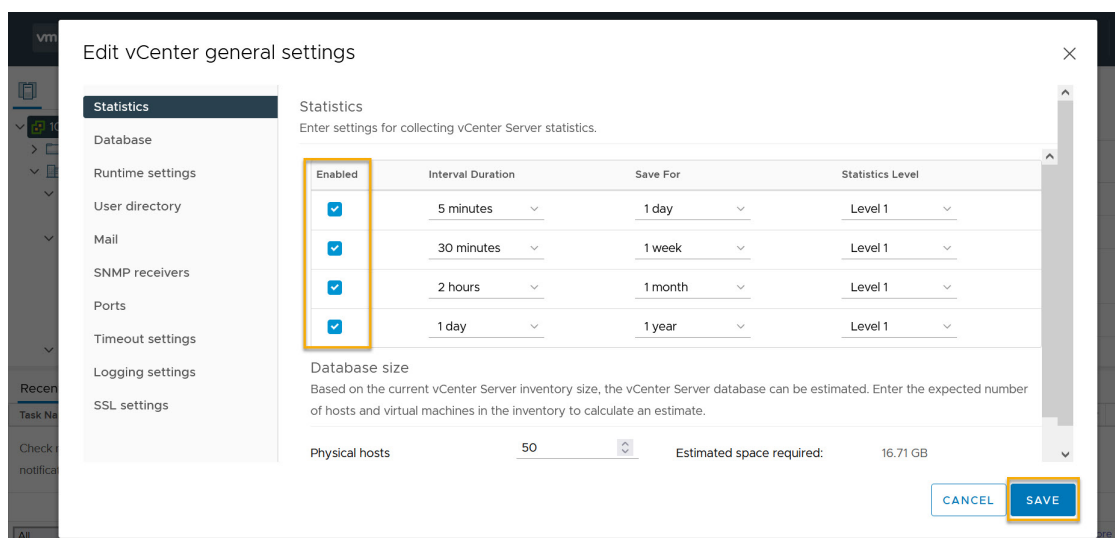 vm
Edit vCenter general settings
Statistics
Database
Runtime settings
User directory
Mail
SNMP receivers
Ports
Timeout settings
Logging settings
SSL settings
Statistics
Enter settings for collecting vCenter Server statistics.
Enabled Interval Duration Save For Statistics Level
5 minutes 1 day Level 1
30 minutes 1 week Level 1
2 hours 1 month Level 1
1 day 1 year Level 1
Database size
Based on the current vCenter Server inventory size, the vCenter Server database can be estimated. Enter the expected number
of hosts and virtual machines in the inventory to calculate an estimate.
Physical hosts 50 Estimated space required: 16.71 GB
CANCEL SAVE
10
Recen
Task Na
Check
notifica
All